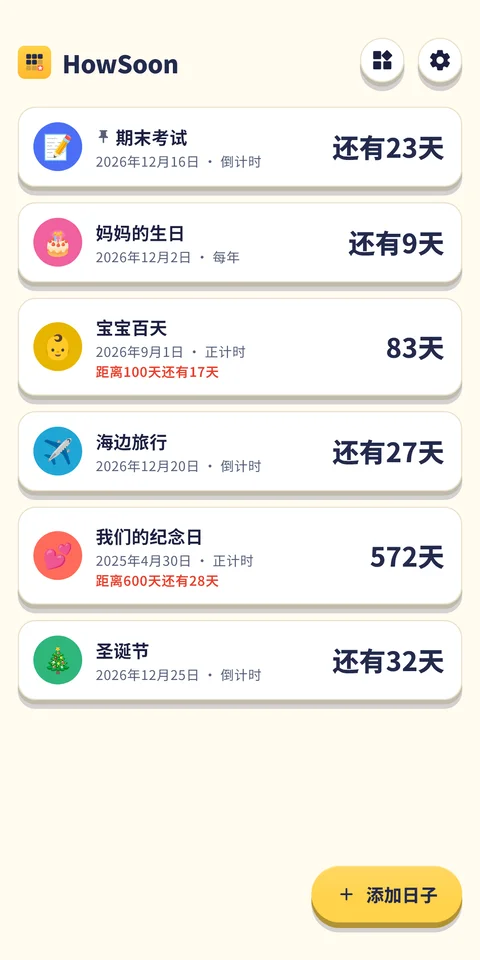 HowSoon
期末考试
2026年12月16日 · 倒计时
还有23天
妈妈的生日
2026年12月2日 · 每年
还有9天
宝宝百天
2026年9月1日 · 正计时
距离100天还有17天
83天
海边旅行
2026年12月20日 · 倒计时
还有27天
我们的纪念日
2025年4月30日 · 正计时
距离600天还有28天
572天
圣诞节
2026年12月25日 · 倒计时
还有32天
+ 添加日子